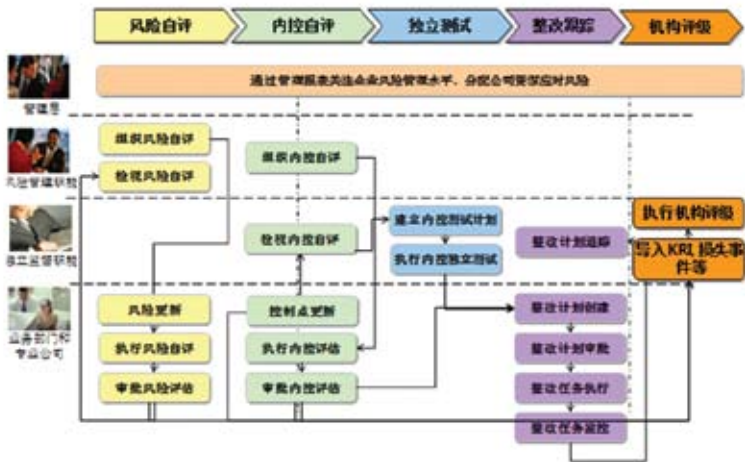 风险自评
内控自评
独立测试
整改跟踪
机构评级
通过管理报表关注企业风险管理水平、分配公司资源应对风险
管理层
组织风险自评
检视风险自评
组织内控自评
风险管理职能
执行机构评级
建立内控测试计划
检视内控自评
整改计划追踪
导入KRI、损失事
件等
执行内控独立测试
独立监督职能
风险更新
控制点更新
整改计划创建
执行风险自评
执行内控评估
整改计划审批
业务部门和
专业公司
审批风险评估
审批内控评估
整改任务执行
整改任务监控